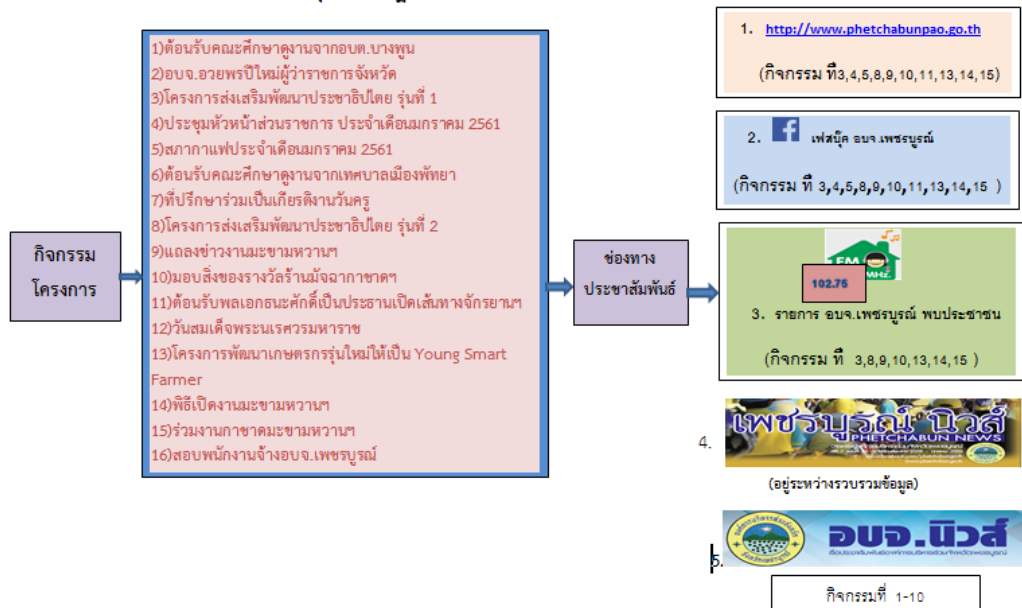 กิจกรรม
โครงการ
1)ต้อนรับคณะศึกษาดูงานจากอบต.บางพูน
2)อบจ.อวยพรปีใหม่ผู้ว่าราชการจังหวัด
3)โครงการส่งเสริมพัฒนาประชาธิปไตย รุ่นที่ 1
4)ประชุมหัวหน้าส่วนราชการ ประจำเดือนมกราคม 2561
5)สภากาแฟประจำเดือนมกราคม 2561
6)ต้อนรับคณะศึกษาดูงานจากเทศบาลเมืองพัทยา
7)ที่ปรึกษาร่วมเป็นเกียรติงานวันครู
8)โครงการส่งเสริมพัฒนาประชาธิปไตย รุ่นที่ 2
9)แถลงข่าวงานมะขามหวานฯ
10)มอบสิ่งของรางวัลร้านมัจฉากาชาดฯ
11)ต้อนรับพลเอกธนะศักดิ์เป็นประธานเปิดเส้นทางจักรยานฯ
12)วันสมเด็จพระนเรศวรมหาราช
13)โครงการพัฒนาเกษตรกรรุ่นใหม่ให้เป็น Young Smart
Farmer
14)พิธีเปิดงานมะขามหวานฯ
15)ร่วมงานกาชาดมะขามหวานฯ
16)สอบพนักงานจ้างอบจ.เพชรบูรณ์
ช่องทาง
ประชาสัมพันธ์
1. http://www.phetchabunpao.go.th
(กิจกรรม ที่3,4,5,8,9,10,11,13,14,15)
2. f เฟสบุ๊ค อบจ.เพชรบูรณ์
(กิจกรรม ที่ 3,4,5,8,9,10,11,13,14,15 )
FM
MHz
102.75
3. รายการ อบจ.เพชรบูรณ์ พบประชาชน
(กิจกรรม ที่ 3,8,9,10,13,14,15 )
4. เพชรบูรณ์ นิวส์
PHETCHABUN NEWS
(อยู่ระหว่างรวบรวมข้อมูล)
5. อบจ.นิวส์
กิจกรรมที่ 1-10